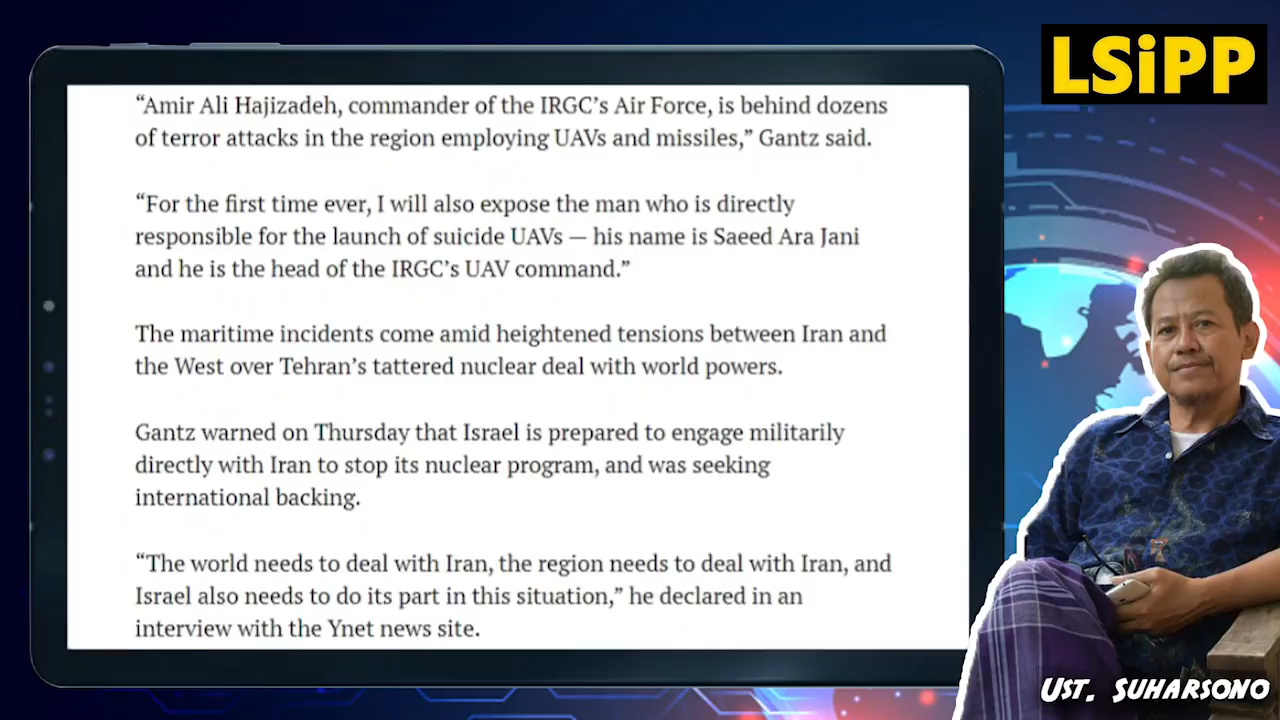 LSiPP
“Amir Ali Hajizadeh, commander of the IRGC’s Air Force, is behind dozens
of terror attacks in the region employing UAVs and missiles,” Gantz said.
“For the first time ever, I will also expose the man who is directly
responsible for the launch of suicide UAVs — his name is Saeed Ara Jani
and he is the head of the IRGC’s UAV command.”
The maritime incidents come amid heightened tensions between Iran and
the West over Tehran’s tattered nuclear deal with world powers.
Gantz warned on Thursday that Israel is prepared to engage militarily
directly with Iran to stop its nuclear program, and was seeking
international backing.
“The world needs to deal with Iran, the region needs to deal with Iran, and
Israel also needs to do its part in this situation,” he declared in an
interview with the Ynet news site.
UST. SUHARSONO